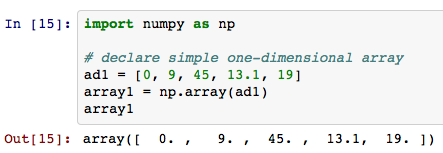 In [15]: import numpy as np
# declare simple one-dimensional array
ad1 = [0, 9, 45, 13.1, 19]
array1 = np.array(ad1)
array1
Out[15]: array([  0. ,   9. ,  45. ,  13.1,  19. ])